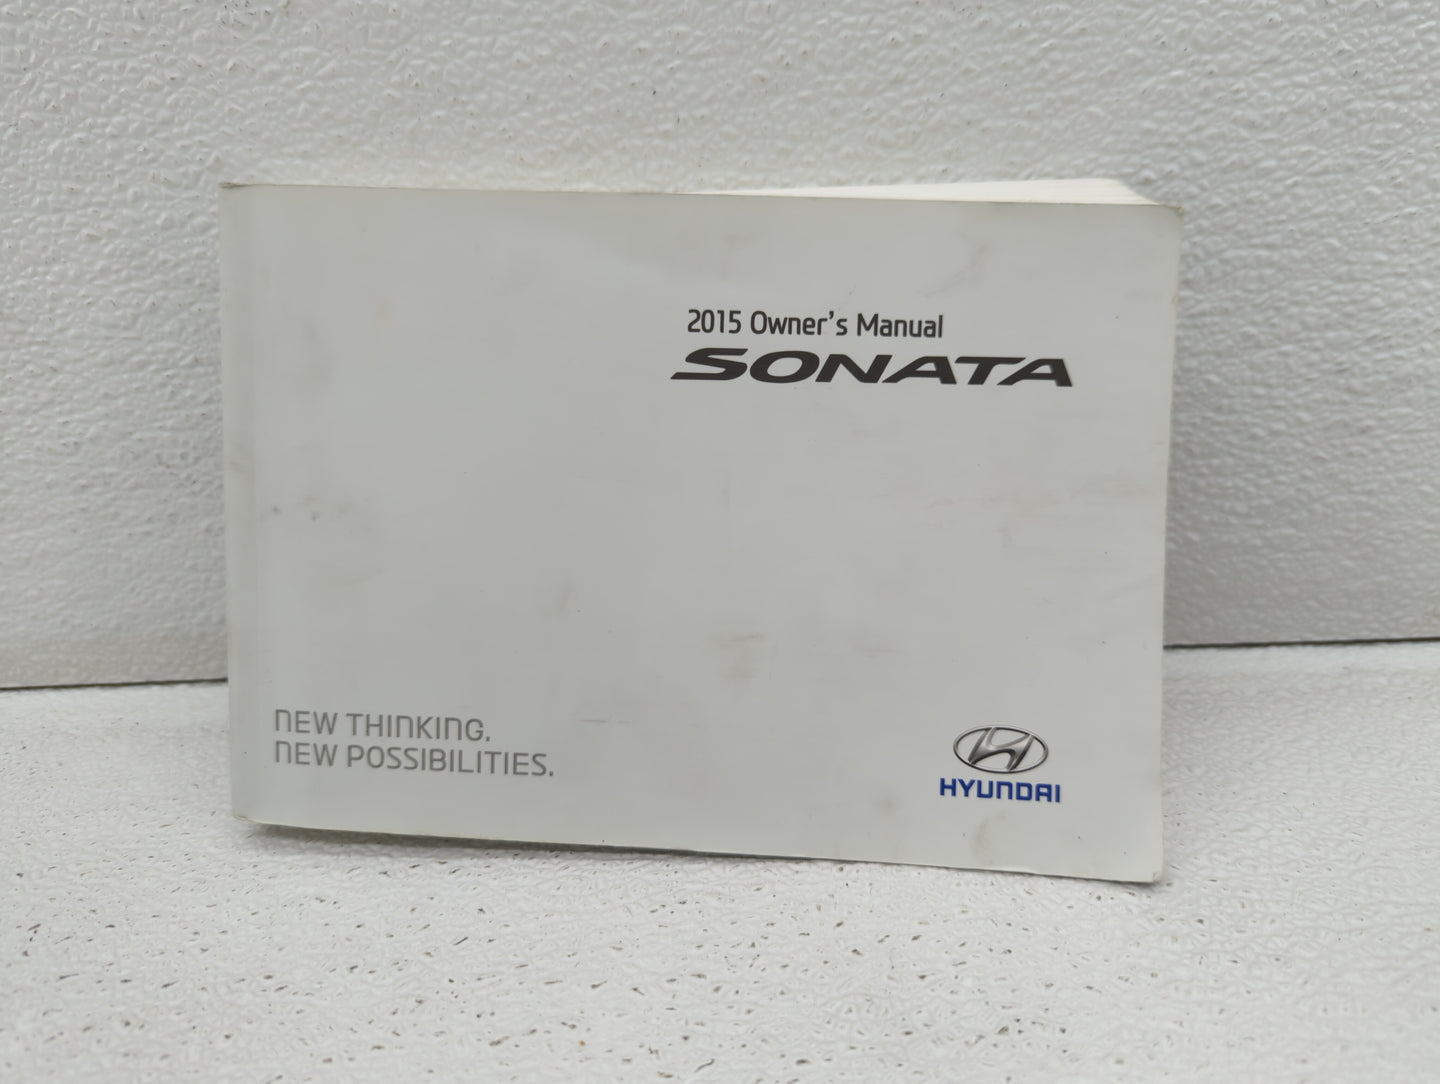 2015 Owner's Manual
SONATA
NEW THINKING.
NEW POSSIBILITIES.
HYUNDAI